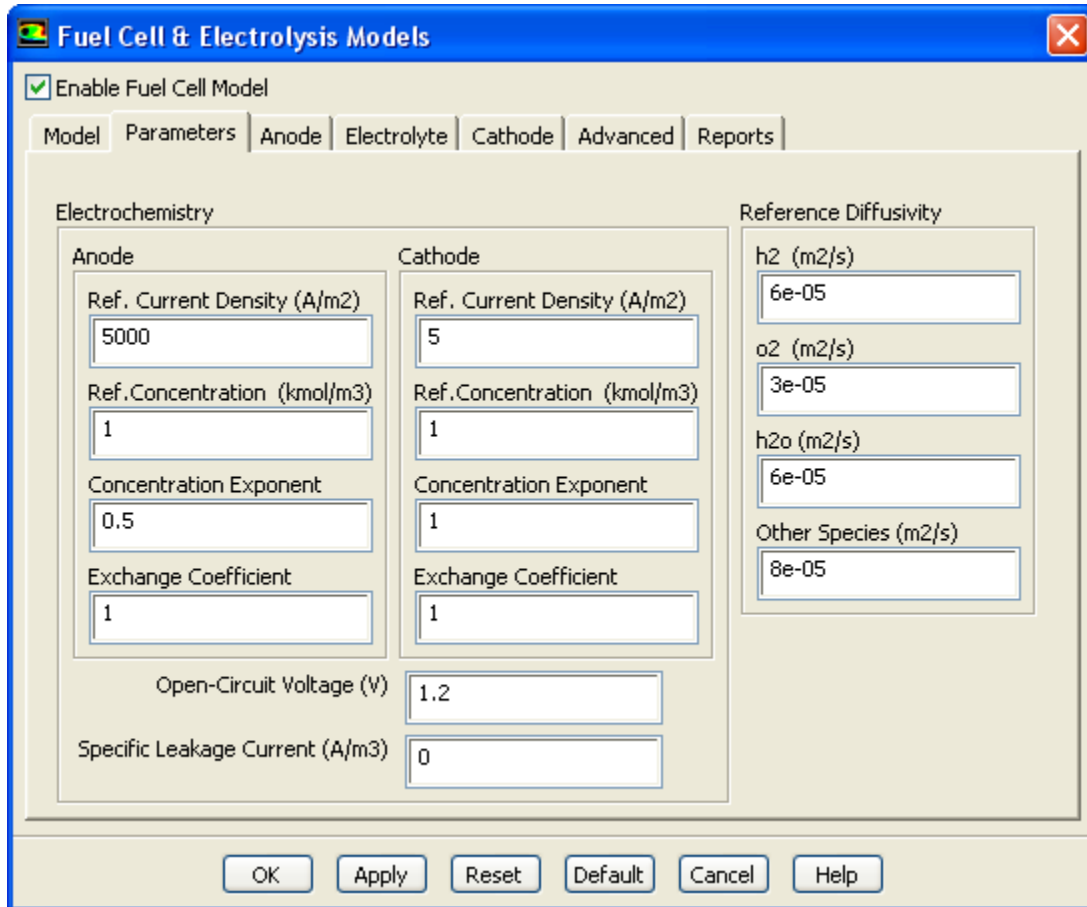 Fuel Cell & Electrolysis Models
Enable Fuel Cell Model
Model Parameters Anode Electrolyte Cathode Advanced Reports
Electrochemistry
Anode
Ref. Current Density (A/m2)
5000
Ref.Concentration (kmol/m3)
1
Concentration Exponent
0.5
Exchange Coefficient
1
Cathode
Ref. Current Density (A/m2)
5
Ref.Concentration (kmol/m3)
1
Concentration Exponent
1
Exchange Coefficient
1
Open-Circuit Voltage (V) 1.2
Specific Leakage Current (A/m3) 0
Reference Diffusivity
h2 (m2/s)
6e-05
o2 (m2/s)
3e-05
h2o (m2/s)
6e-05
Other Species (m2/s)
8e-05
OK Apply Reset Default Cancel Help